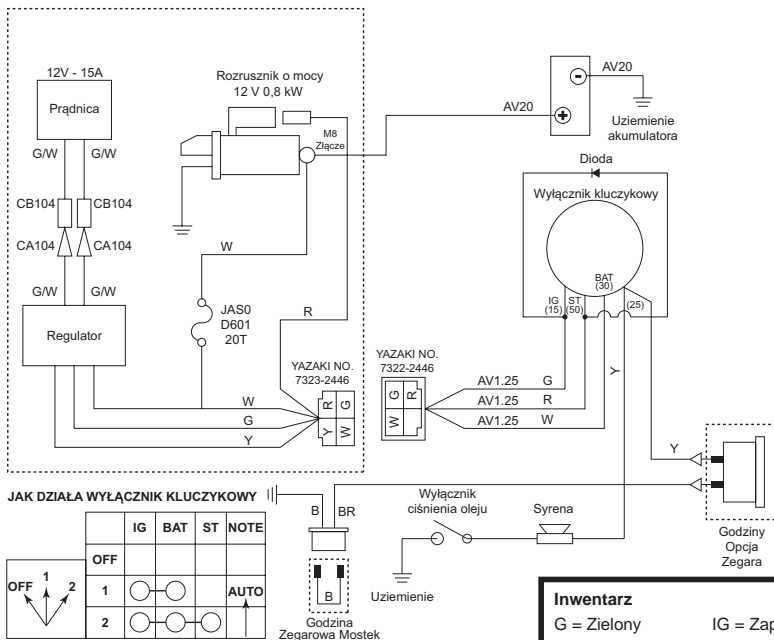 12V - 15A
Prądnica
G/W G/W
CB104 CB104
CA104 CA104
G/W G/W
Regulator
Rozrusznik o mocy
12 V 0,8 kW
M8
Złącze
W
JAS0
D601
20T
R
YAZAKI NO.
7323-2446
R G
Y W
W
G
Y
AV20
AV20
Uziemienie
akumulatora
Dioda
Wyłącznik kluczykowy
BAT
(30)
IG
(15)
ST
(50)
(25)
YAZAKI NO.
7322-2446
G R
W
AV1.25 G
AV1.25 R
AV1.25 W
Y
Y
Godziny
Opcja
Zegara
JAK DZIAŁA WYŁĄCZNIK KLUCZYKOWY
IG BAT ST NOTE
OFF
1 AUTO
2
OFF 1 2
B BR
B
Godzina
Zegarowa Mostek
Wyłącznik
ciśnienia oleju
Syrena
Uziemienie
Inwentarz
G = Zielony IG = Zap